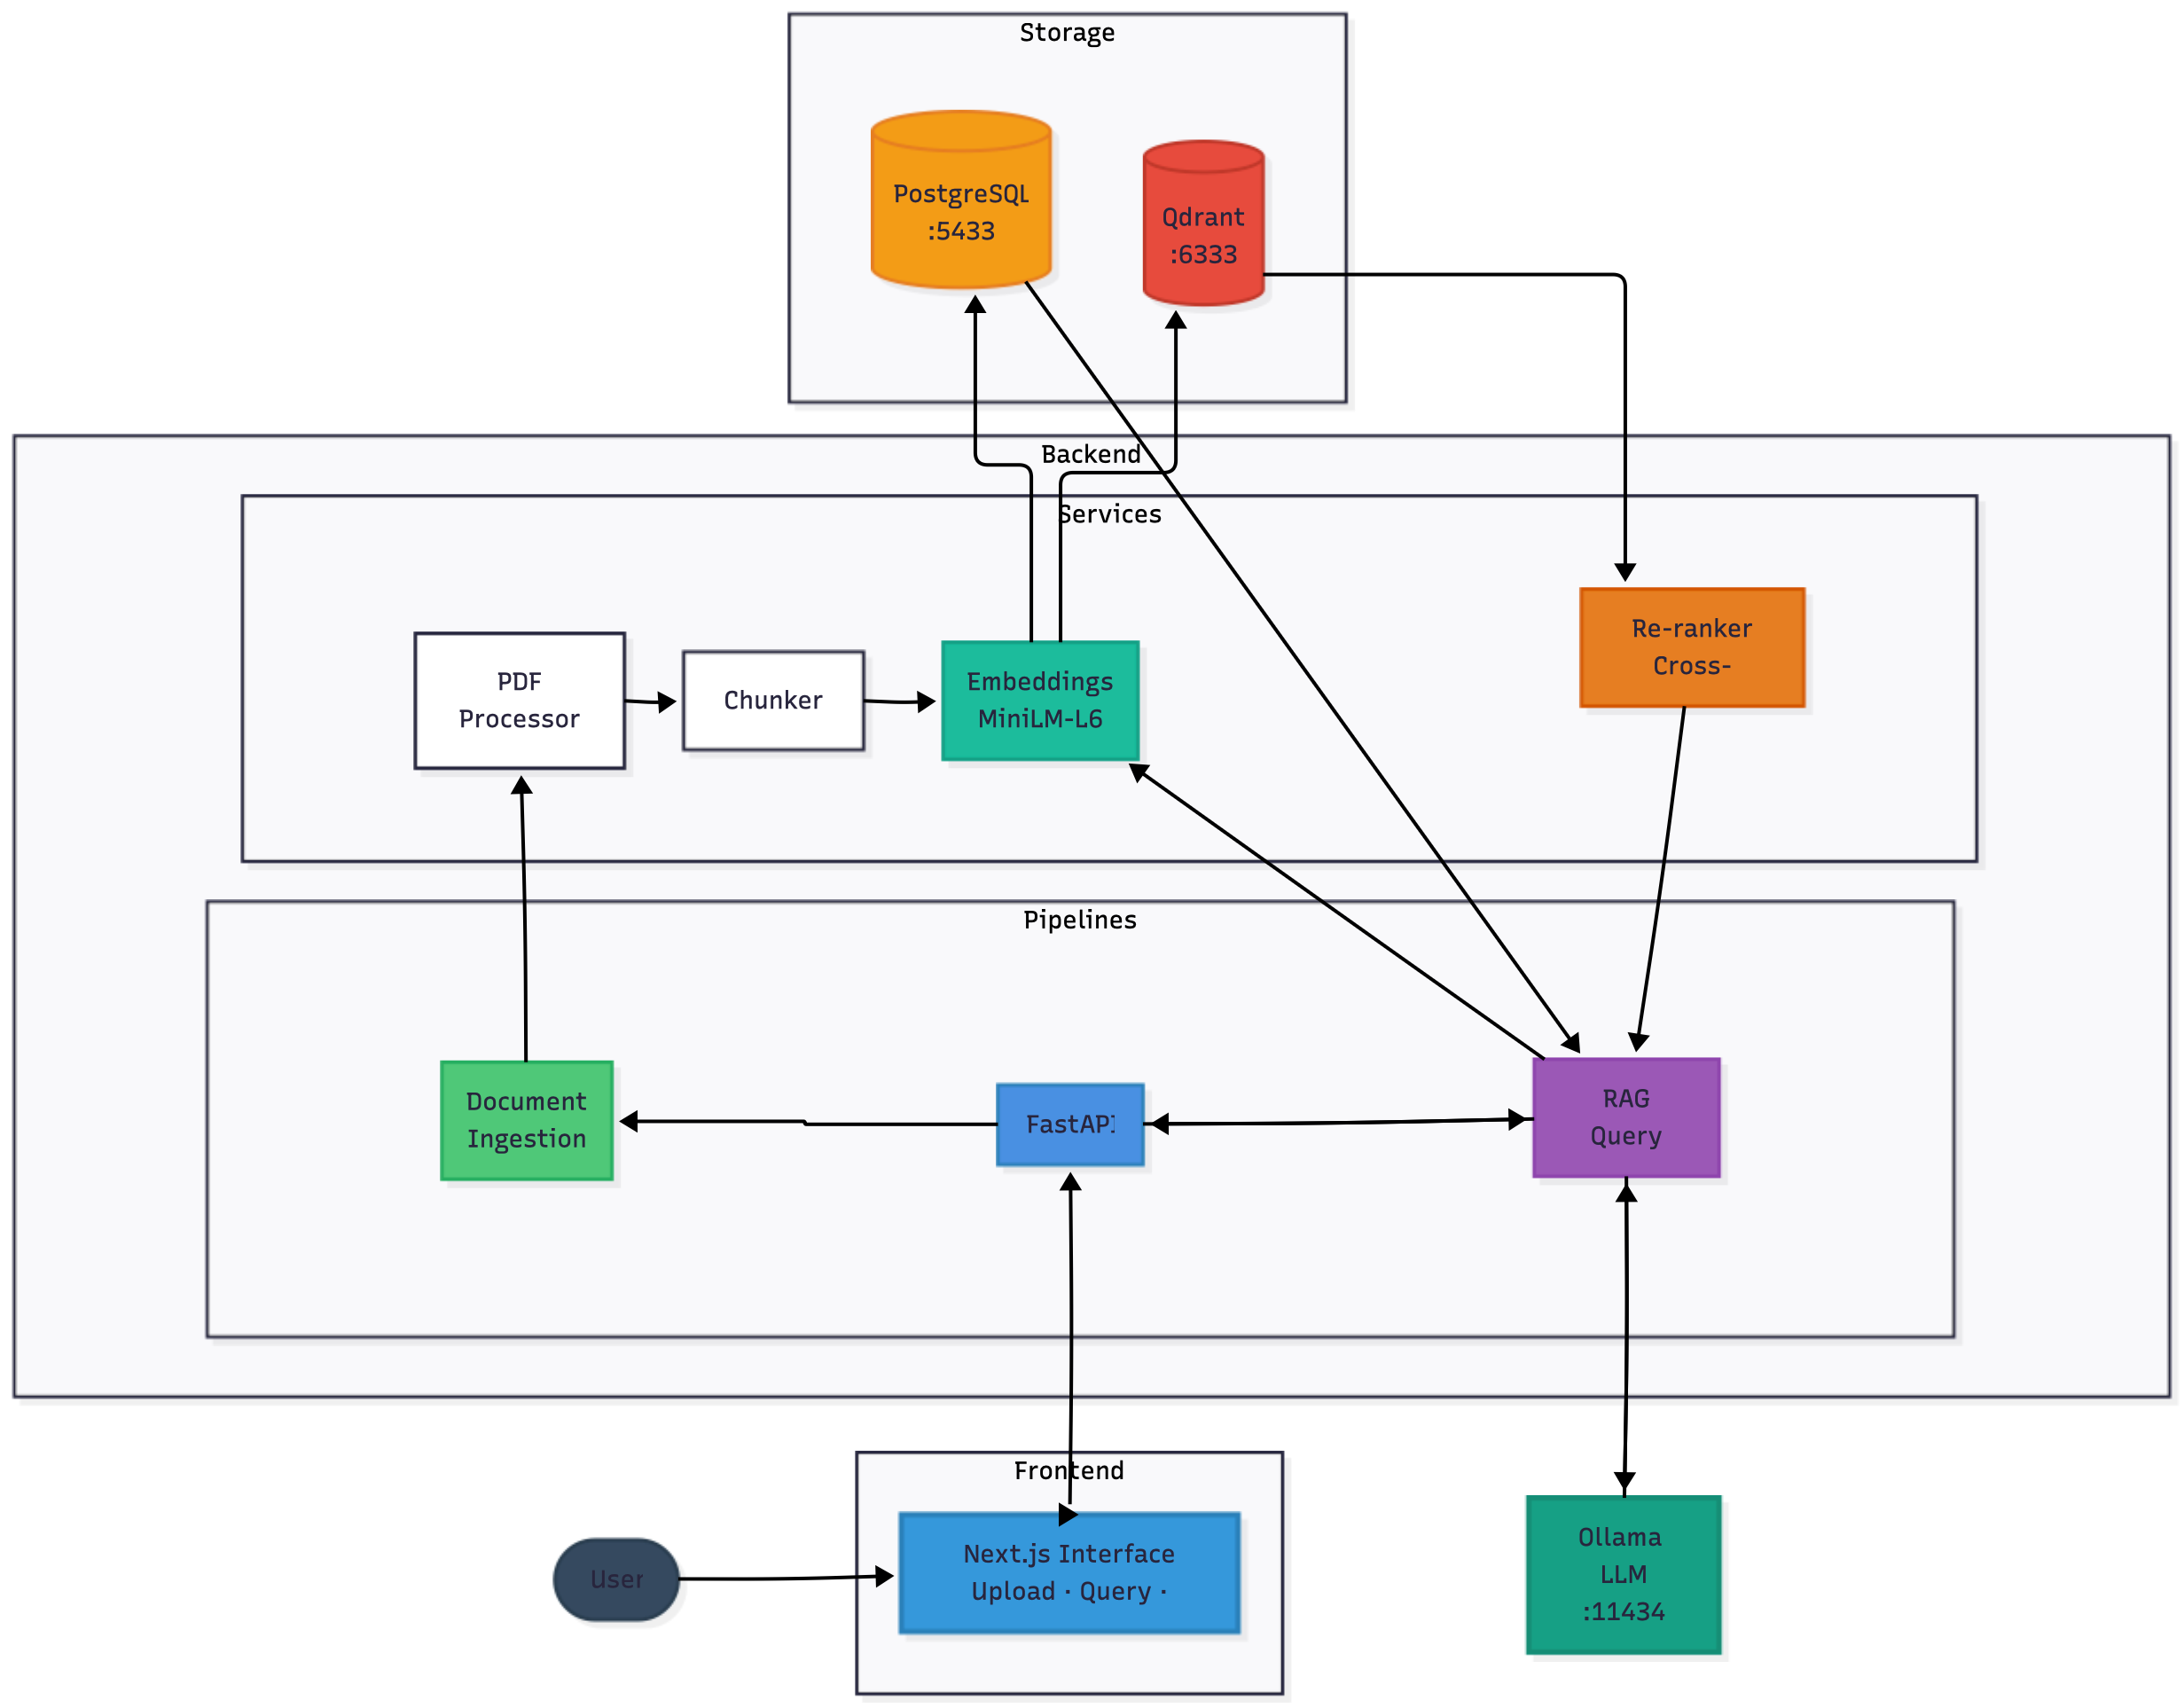 Storage
PostgreSQL
:5433
Qdrant
:6333
Backend
Services
PDF
Processor
Chunker
Embeddings
MiniLM-L6
Re-ranker
Cross-
Pipelines
Document
Ingestion
FastAPI
RAG
Query
Frontend
User
Next.js Interface
Upload · Query ·
Ollama
LLM
:11434